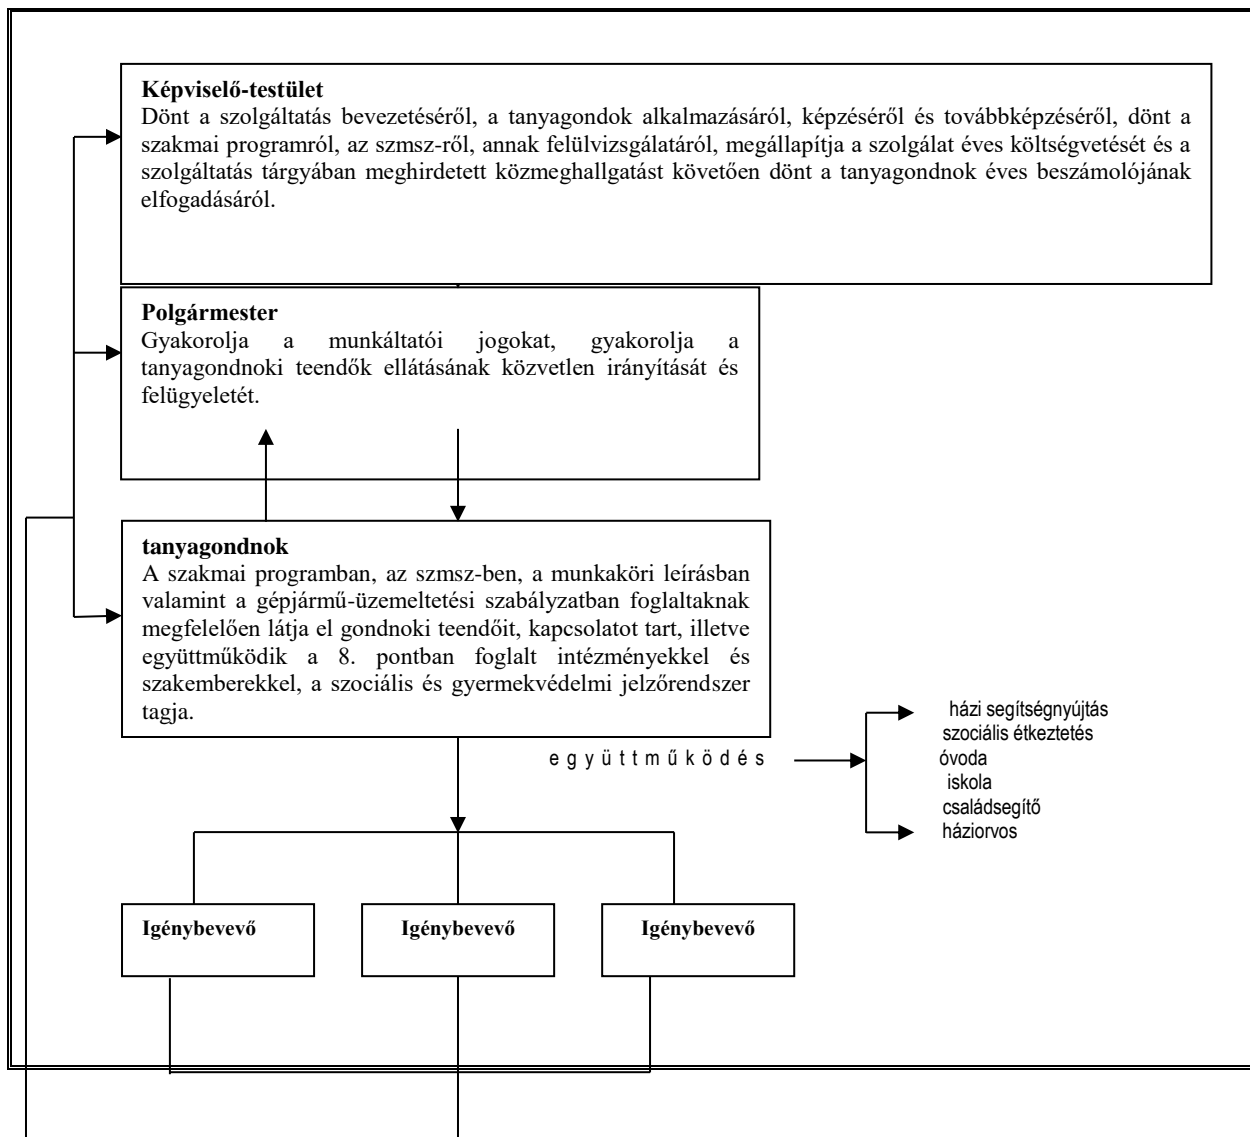 Képviselő-testület
Dönt a szolgáltatás bevezetéséről, a tanyagondok alkalmazásáról, képzéséről és továbbképzéséről, dönt a
szakmai programról, az szmsz-ről, annak felülvizsgálatáról, megállapítja a szolgálat éves költségvetését és a
szolgáltatás tárgyában meghirdetett közmeghallgatást követően dönt a tanyagondnok éves beszámolójának
elfogadásáról.
Polgármester
Gyakorolja a munkáltatói jogokat, gyakorolja a
tanyagondnoki teendők ellátásának közvetlen irányítását és
felügyeletét.
tanyagondnok
A szakmai programban, az szmsz-ben, a munkaköri leírásban
valamint a gépjármű-üzemeltetési szabályzatban foglaltaknak
megfelelően látja el gondnoki teendőit, kapcsolatot tart, illetve
együttműködik a 8. pontban foglalt intézményekkel és
szakemberekkel, a szociális és gyermekvédelmi jelzőrendszer
tagja.
együttműködés
házi segítségnyújtás
szociális étkeztetés
óvoda
iskola
családsegítő
háziorvos
Igénybevevő
Igénybevevő
Igénybevevő